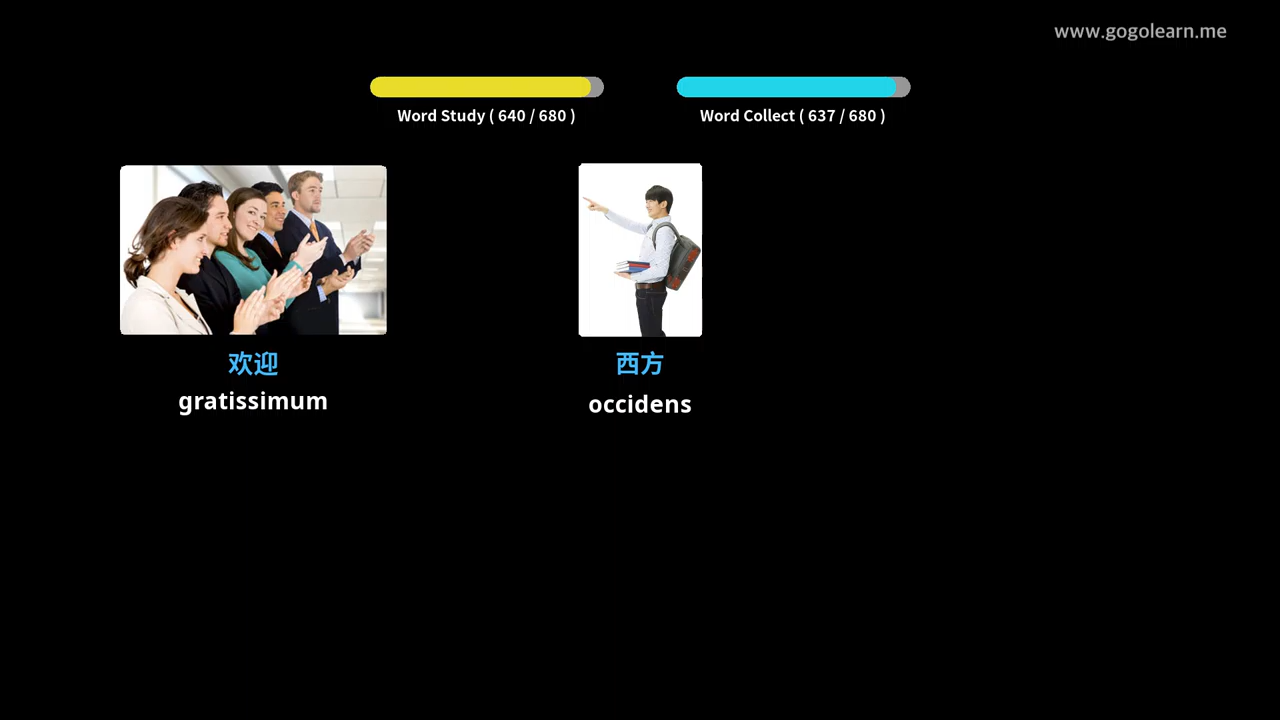 www.gogolearn.me
Word Study ( 640 / 680 )
Word Collect ( 637 / 680 )
欢迎
gratissimum
西方
occidens